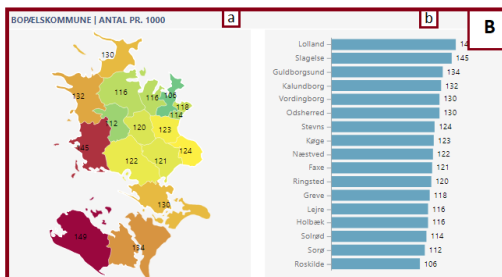 BOPÆLSKOMMUNE | ANTAL PR. 1000
a
b
B
130
116
132
116
106
118
114
112
120
123
145
122
121
124
130
149
134
Lolland
Slagelse 145
Guldborgsund 134
Kalundborg 132
Vordingborg 130
Odsherred 130
Stevns 124
Køge 123
Næstved 122
Faxe 121
Ringsted 120
Greve 118
Lejre 116
Holbæk 116
Solrød 114
Sorø 112
Roskilde 106